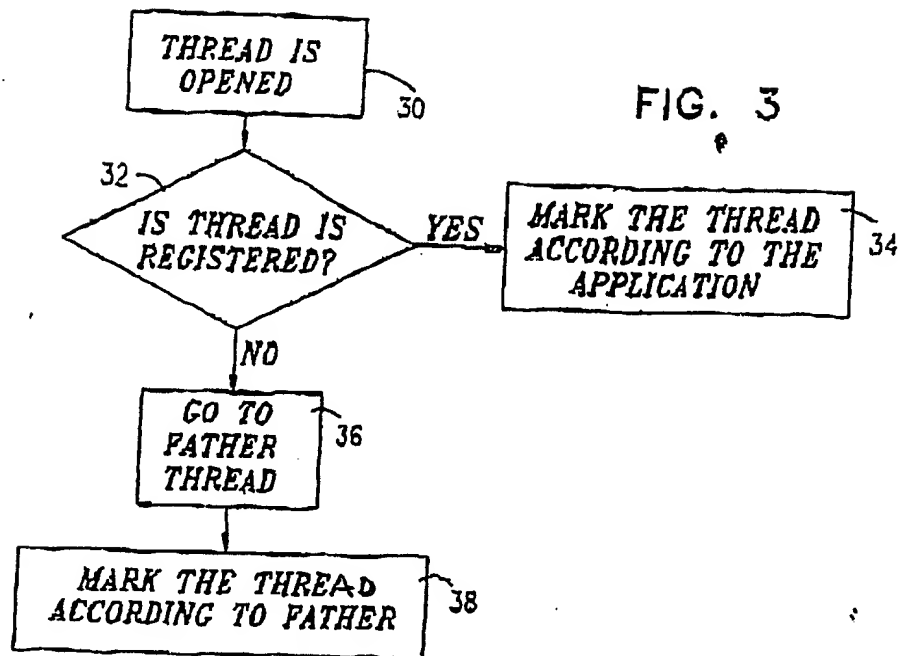 THREAD IS
OPENED
30
FIG. 3
32
IS THREAD IS
REGISTERED?
YES
MARK THE THREAD
ACCORDING TO THE
APPLICATION
34
NO
GO TO
FATHER
THREAD
36
MARK THE THREAD
ACCORDING TO FATHER
38